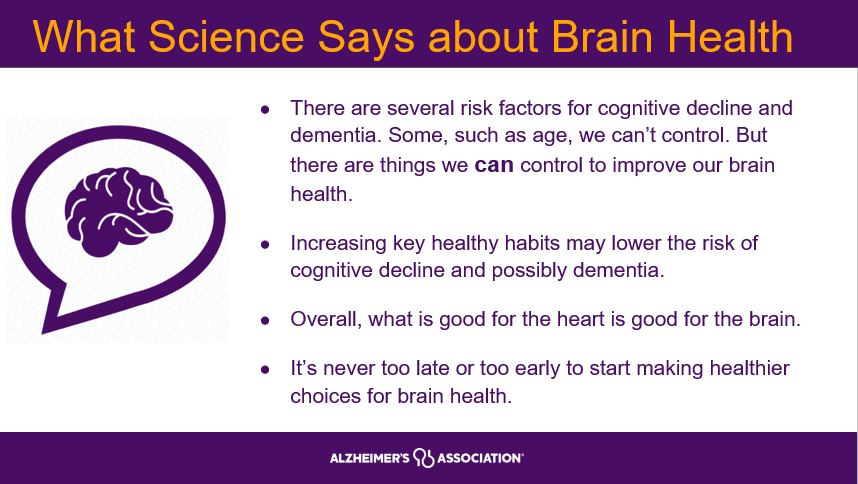 What Science Says about Brain Health
● There are several risk factors for cognitive decline and
dementia. Some, such as age, we can’t control. But
there are things we can control to improve our brain
health.
● Increasing key healthy habits may lower the risk of
cognitive decline and possibly dementia.
● Overall, what is good for the heart is good for the brain.
● It’s never too late or too early to start making healthier
choices for brain health.
ALZHEIMER'S ASSOCIATION®